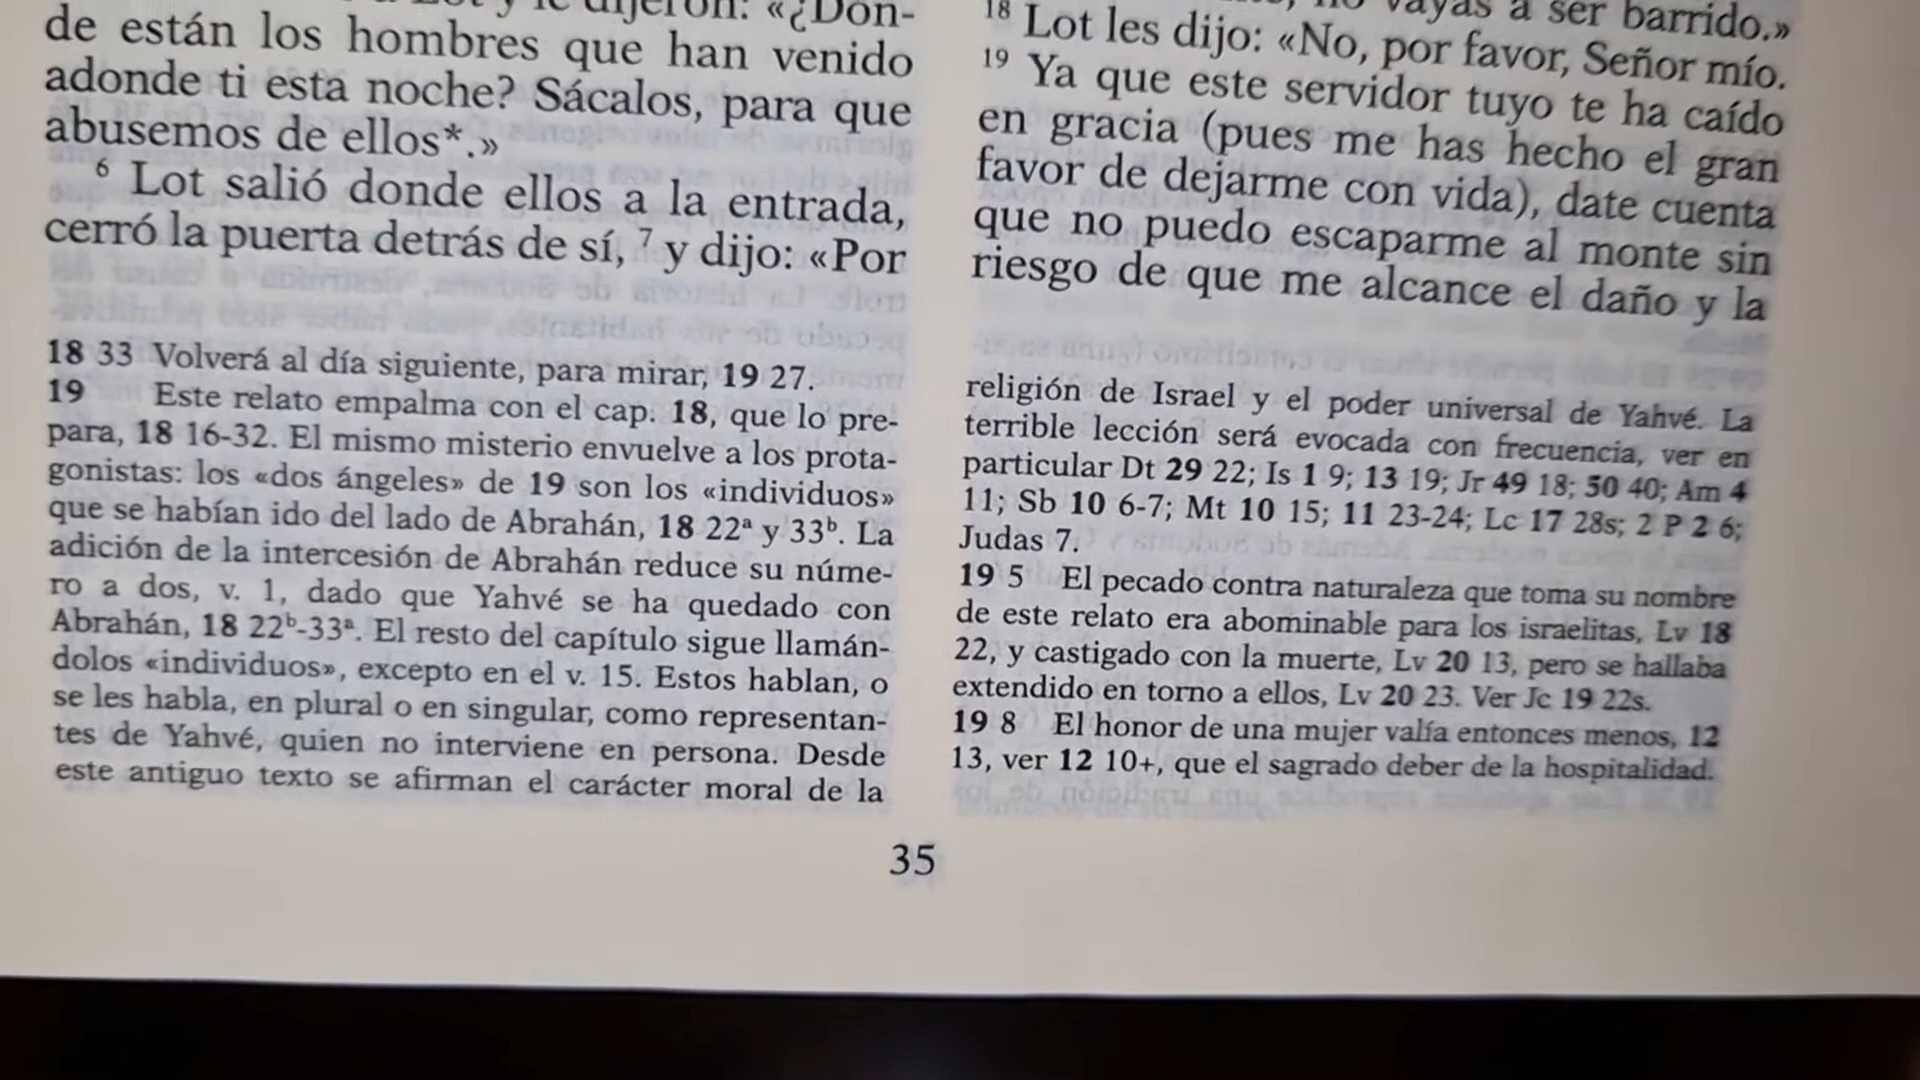 a Lot y le dijeron: «¿Dón-
de están los hombres que han venido
adonde ti esta noche? Sácalos, para que
abusemos de ellos*.»
6 Lot salió donde ellos a la entrada,
cerró la puerta detrás de sí, 7 y dijo: «Por
18 33 Volverá al día siguiente, para mirar, 19 27.
19 Este relato empalma con el cap. 18, que lo pre-
para, 18 16-32. El mismo misterio envuelve a los prota-
gonistas: los «dos ángeles» de 19 son los «individuos»
que se habían ido del lado de Abrahán, 18 22ª y 33ᵇ. La
adición de la intercesión de Abrahán reduce su núme-
ro a dos, v. 1, dado que Yahvé se ha quedado con
Abrahán, 18 22ᵇ-33ª. El resto del capítulo sigue llamán-
dolos «individuos», excepto en el v. 15. Estos hablan, o
se les habla, en plural o en singular, como representan-
tes de Yahvé, quien no interviene en persona. Desde
este antiguo texto se afirman el carácter moral de la
no vayas a ser barrido.»
18 Lot les dijo: «No, por favor, Señor mío.
19 Ya que este servidor tuyo te ha caído
en gracia (pues me has hecho el gran
favor de dejarme con vida), date cuenta
que no puedo escaparme al monte sin
riesgo de que me alcance el daño y la
religión de Israel y el poder universal de Yahvé. La
terrible lección será evocada con frecuencia, ver en
particular Dt 29 22; Is 1 9; 13 19; Jr 49 18; 50 40; Am 4
11; Sb 10 6-7; Mt 10 15; 11 23-24; Lc 17 28s; 2 P 2 6;
Judas 7.
19 5 El pecado contra naturaleza que toma su nombre
de este relato era abominable para los israelitas, Lv 18
22, y castigado con la muerte, Lv 20 13, pero se hallaba
extendido en torno a ellos, Lv 20 23. Ver Jc 19 22s.
19 8 El honor de una mujer valía entonces menos, 12
13, ver 12 10+, que el sagrado deber de la hospitalidad.
35